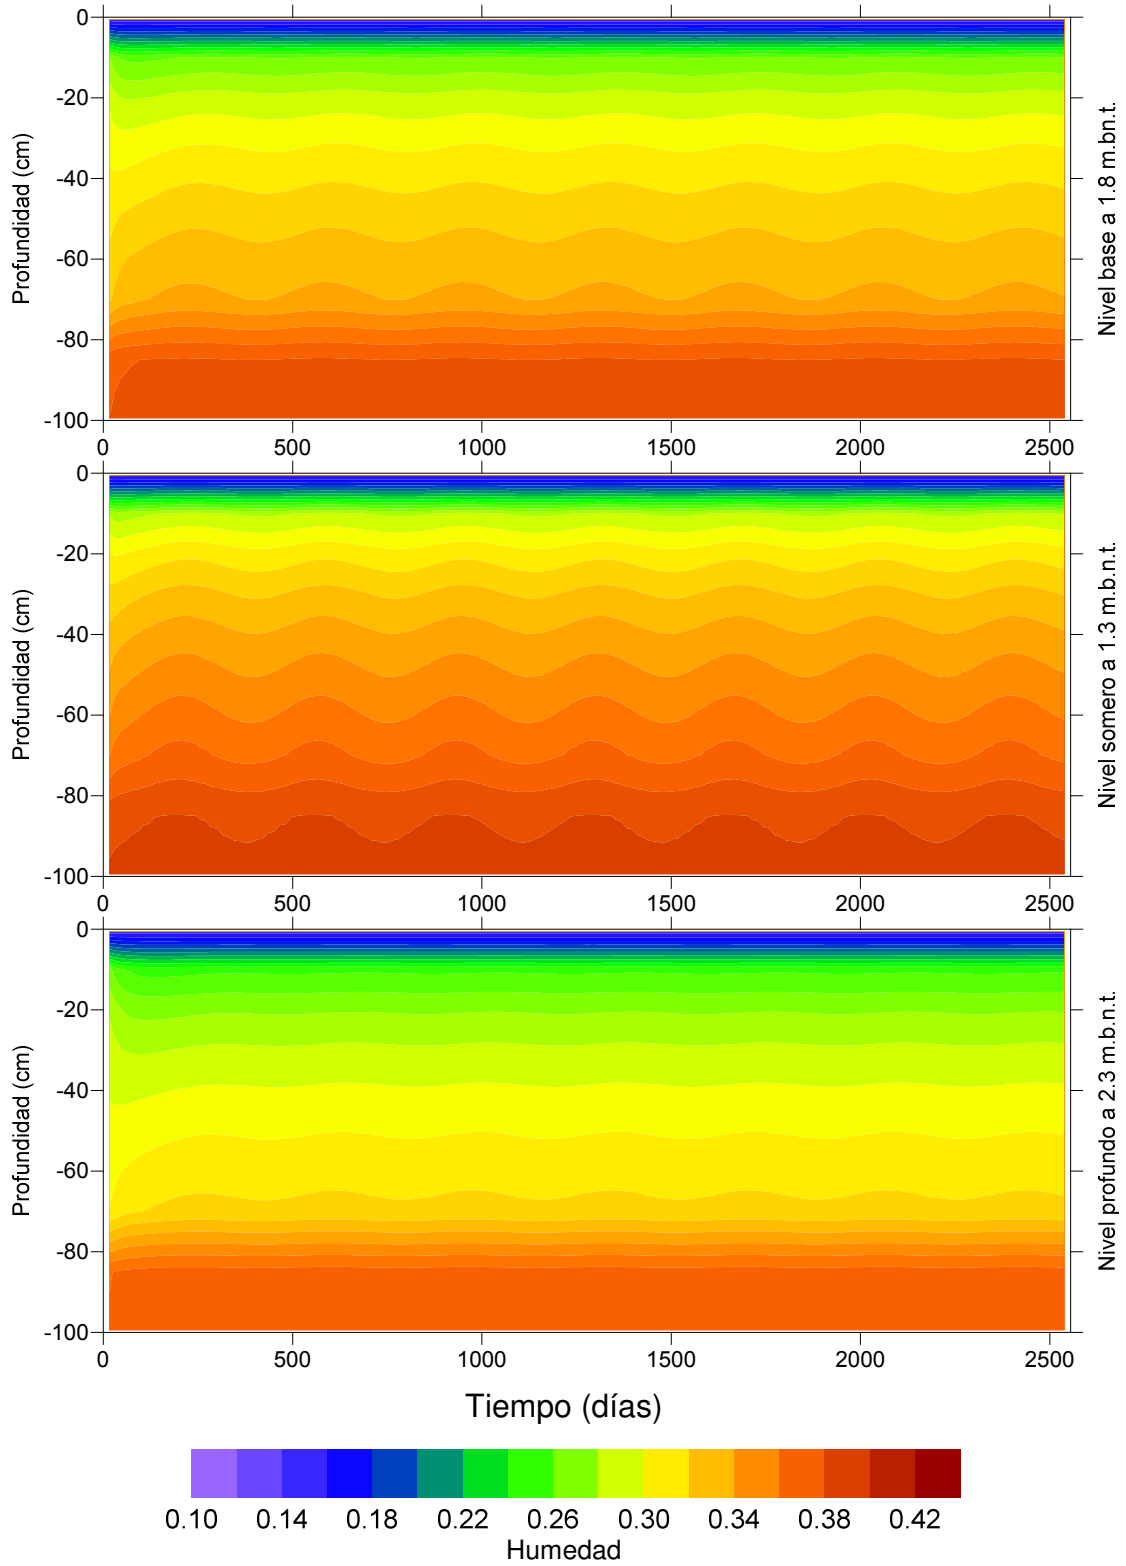 0
-20
-40
-60
-80
-100
Profundidad (cm)
Nivel base a 1.8 m.bn.t.
0 500 1000 1500 2000 2500
0
-20
-40
-60
-80
-100
Profundidad (cm)
Nivel somero a 1.3 m.b.n.t.
0 500 1000 1500 2000 2500
0
-20
-40
-60
-80
-100
Profundidad (cm)
Nivel profundo a 2.3 m.b.n.t.
0 500 1000 1500 2000 2500
Tiempo (días)
0.10 0.14 0.18 0.22 0.26 0.30 0.34 0.38 0.42
Humedad